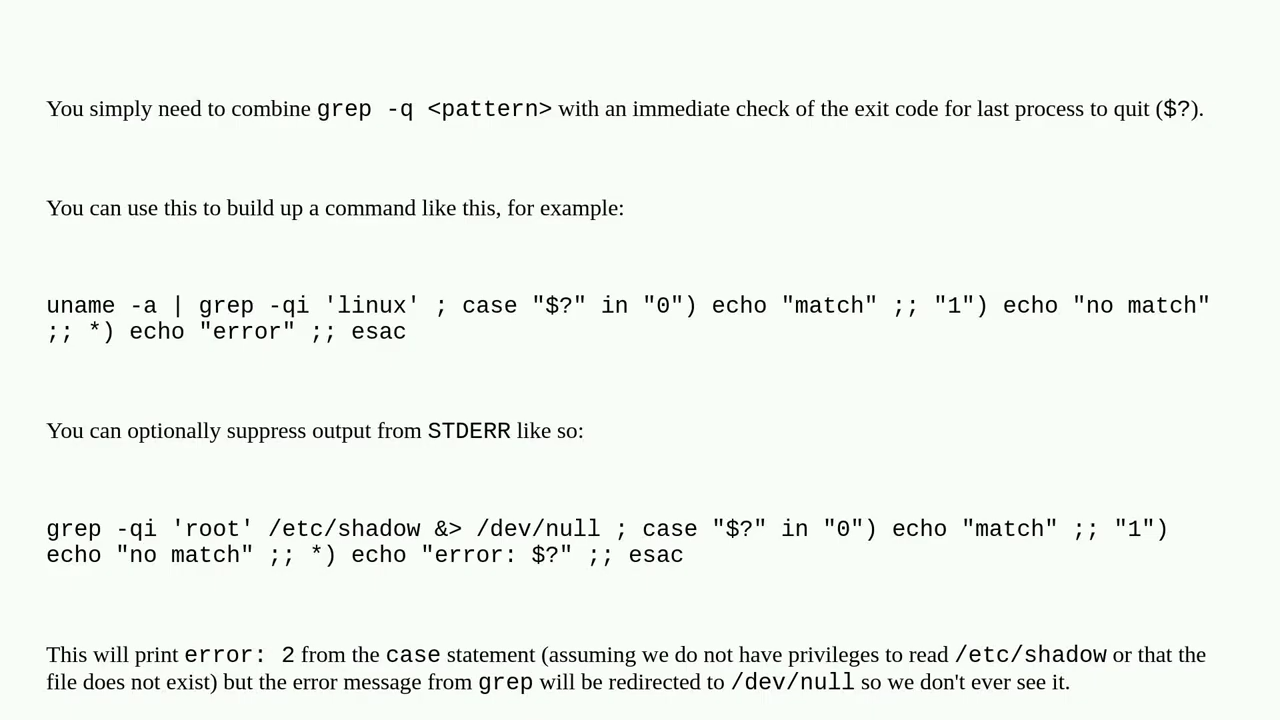 You simply need to combine grep -q <pattern> with an immediate check of the exit code for last process to quit ($?).
You can use this to build up a command like this, for example:
uname -a | grep -qi 'linux' ; case "$?" in "0") echo "match" ;; "1") echo "no match"
;; *) echo "error" ;; esac
You can optionally suppress output from STDERR like so:
grep -qi 'root' /etc/shadow &> /dev/null ; case "$?" in "0") echo "match" ;; "1")
echo "no match" ;; *) echo "error: $?" ;; esac
This will print error: 2 from the case statement (assuming we do not have privileges to read /etc/shadow or that the
file does not exist) but the error message from grep will be redirected to /dev/null so we don't ever see it.